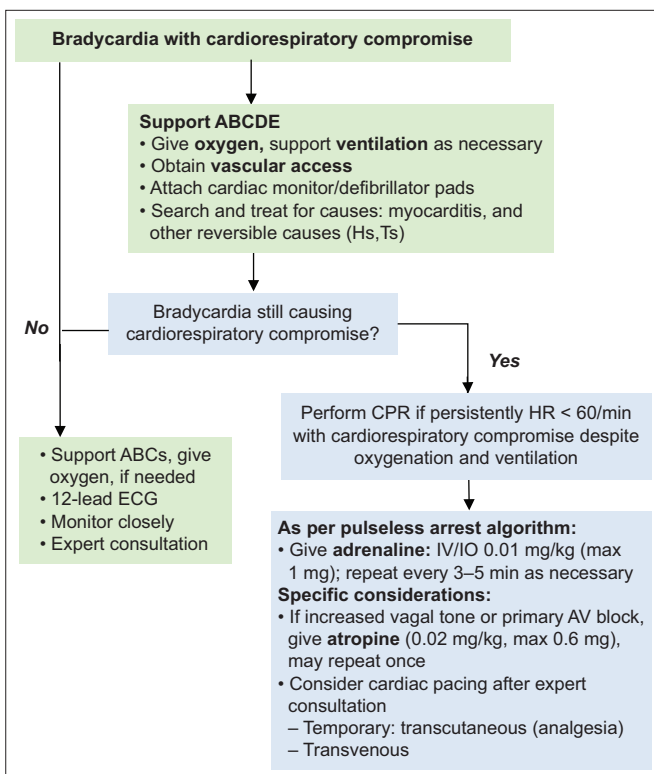 Bradycardia with cardiorespiratory compromise
Support ABCDE
• Give oxygen, support ventilation as necessary
• Obtain vascular access
• Attach cardiac monitor/defibrillator pads
• Search and treat for causes: myocarditis, and
other reversible causes (Hs,Ts)
Bradycardia still causing
cardiorespiratory compromise?
No
Yes
Perform CPR if persistently HR < 60/min
with cardiorespiratory compromise despite
oxygenation and ventilation
• Support ABCs, give
oxygen, if needed
• 12-lead ECG
• Monitor closely
• Expert consultation
As per pulseless arrest algorithm:
• Give adrenaline: IV/IO 0.01 mg/kg (max
1 mg); repeat every 3–5 min as necessary
Specific considerations:
• If increased vagal tone or primary AV block,
give atropine (0.02 mg/kg, max 0.6 mg),
may repeat once
• Consider cardiac pacing after expert
consultation
– Temporary: transcutaneous (analgesia)
– Transvenous